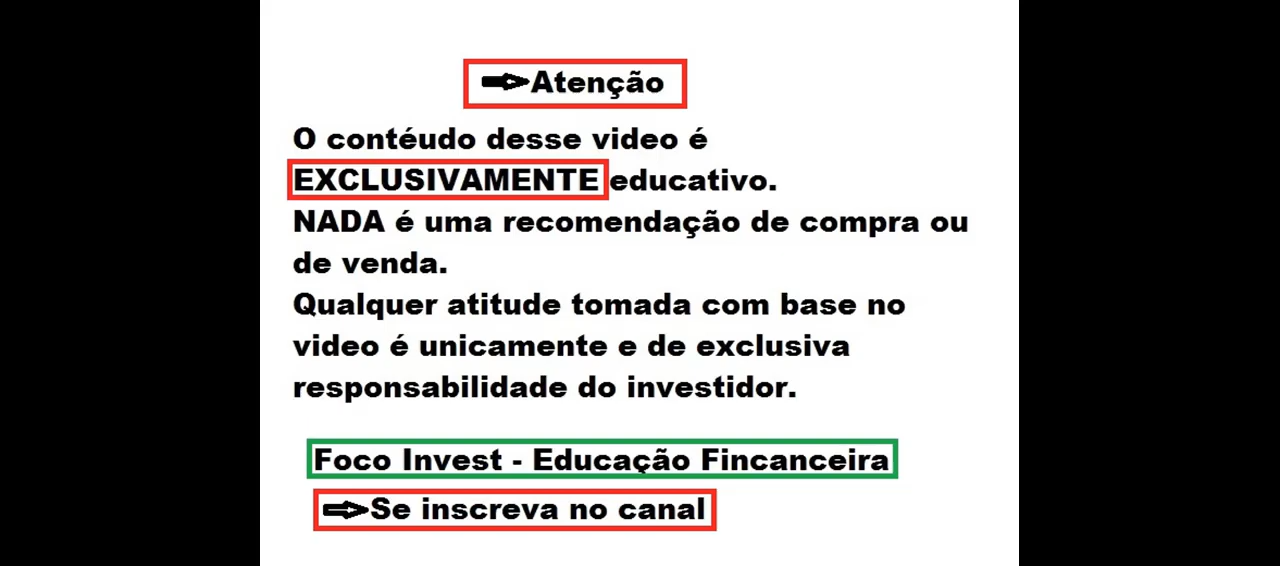 Atenção
O contéudo desse video é
EXCLUSIVAMENTE educativo.
NADA é uma recomendação de compra ou
de venda.
Qualquer atitude tomada com base no
video é unicamente e de exclusiva
responsabilidade do investidor.
Foco Invest - Educação Fincanceira
Se inscreva no canal